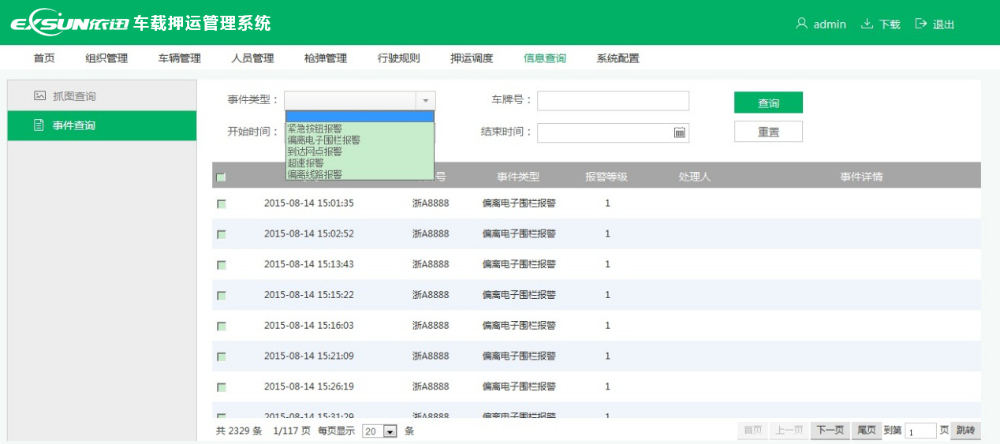 EXSUN依迅 车载押运管理系统 admin 下载 退出
首页 组织管理 车辆管理 人员管理 枪弹管理 行驶规则 押运调度 信息查询 系统配置
抓图查询
事件查询
事件类型： 车牌号： 查询
开始时间： 结束时间： 重置
紧急按钮报警
偏离电子围栏报警
到达网点报警
超速报警
偏离线路报警
号 事件类型 报警等级 处理人 事件详情
2015-08-14 15:01:35 浙A8888 偏离电子围栏报警 1
2015-08-14 15:02:52 浙A8888 偏离电子围栏报警 1
2015-08-14 15:13:43 浙A8888 偏离电子围栏报警 1
2015-08-14 15:15:22 浙A8888 偏离电子围栏报警 1
2015-08-14 15:16:03 浙A8888 偏离电子围栏报警 1
2015-08-14 15:21:09 浙A8888 偏离电子围栏报警 1
2015-08-14 15:26:19 浙A8888 偏离电子围栏报警 1
2015-08-14 15:31:29 浙A8888 偏离电子围栏报警 1
共 2329 条 1/117 页 每页显示 20 条 首页 上一页 下一页 尾页 到第 1 页 跳转